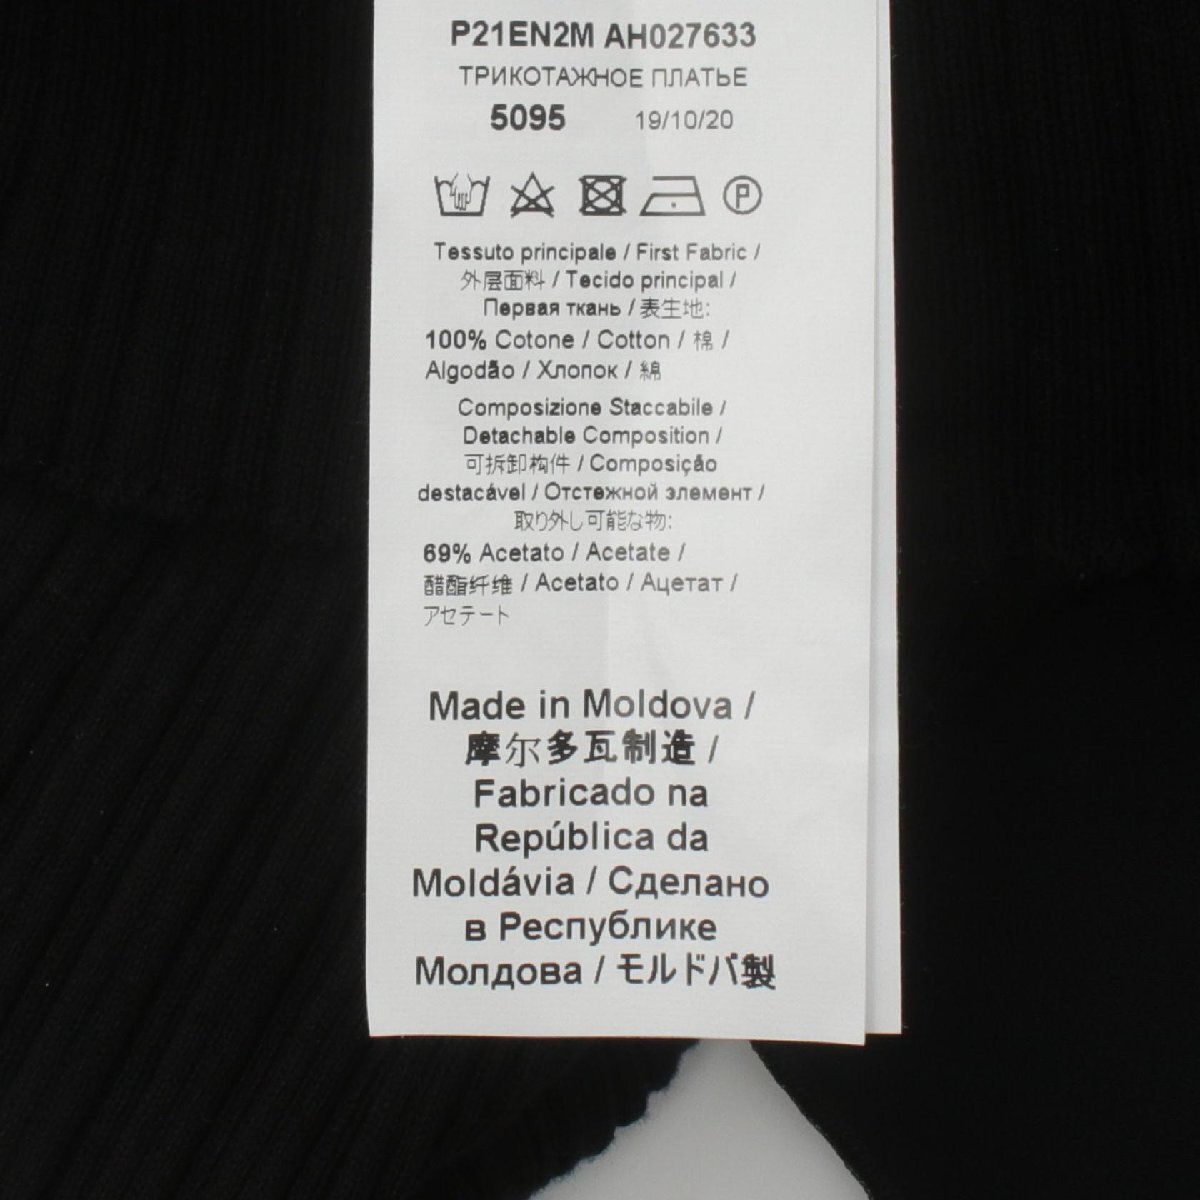 P21EN2M AH027633
ТРИКОТАЖНОЕ ПЛАТЬЕ
5095 19/10/20
P
Tessuto principale / First Fabric /
外层面料 / Tecido principal /
Первая ткань / 表生地:
100% Cotone / Cotton / 棉 /
Algodão / Хлопок / 綿
Composizione Staccabile /
Detachable Composition /
可拆卸构件 / Composição
destacável / Отстежной элемент /
取り外し可能な物:
69% Acetato / Acetate /
醋酯纤维 / Acetato / Ацетат /
アセテート
Made in Moldova /
摩尔多瓦制造 /
Fabricado na
República da
Moldávia / Сделано
в Республике
Молдова / モルドバ製